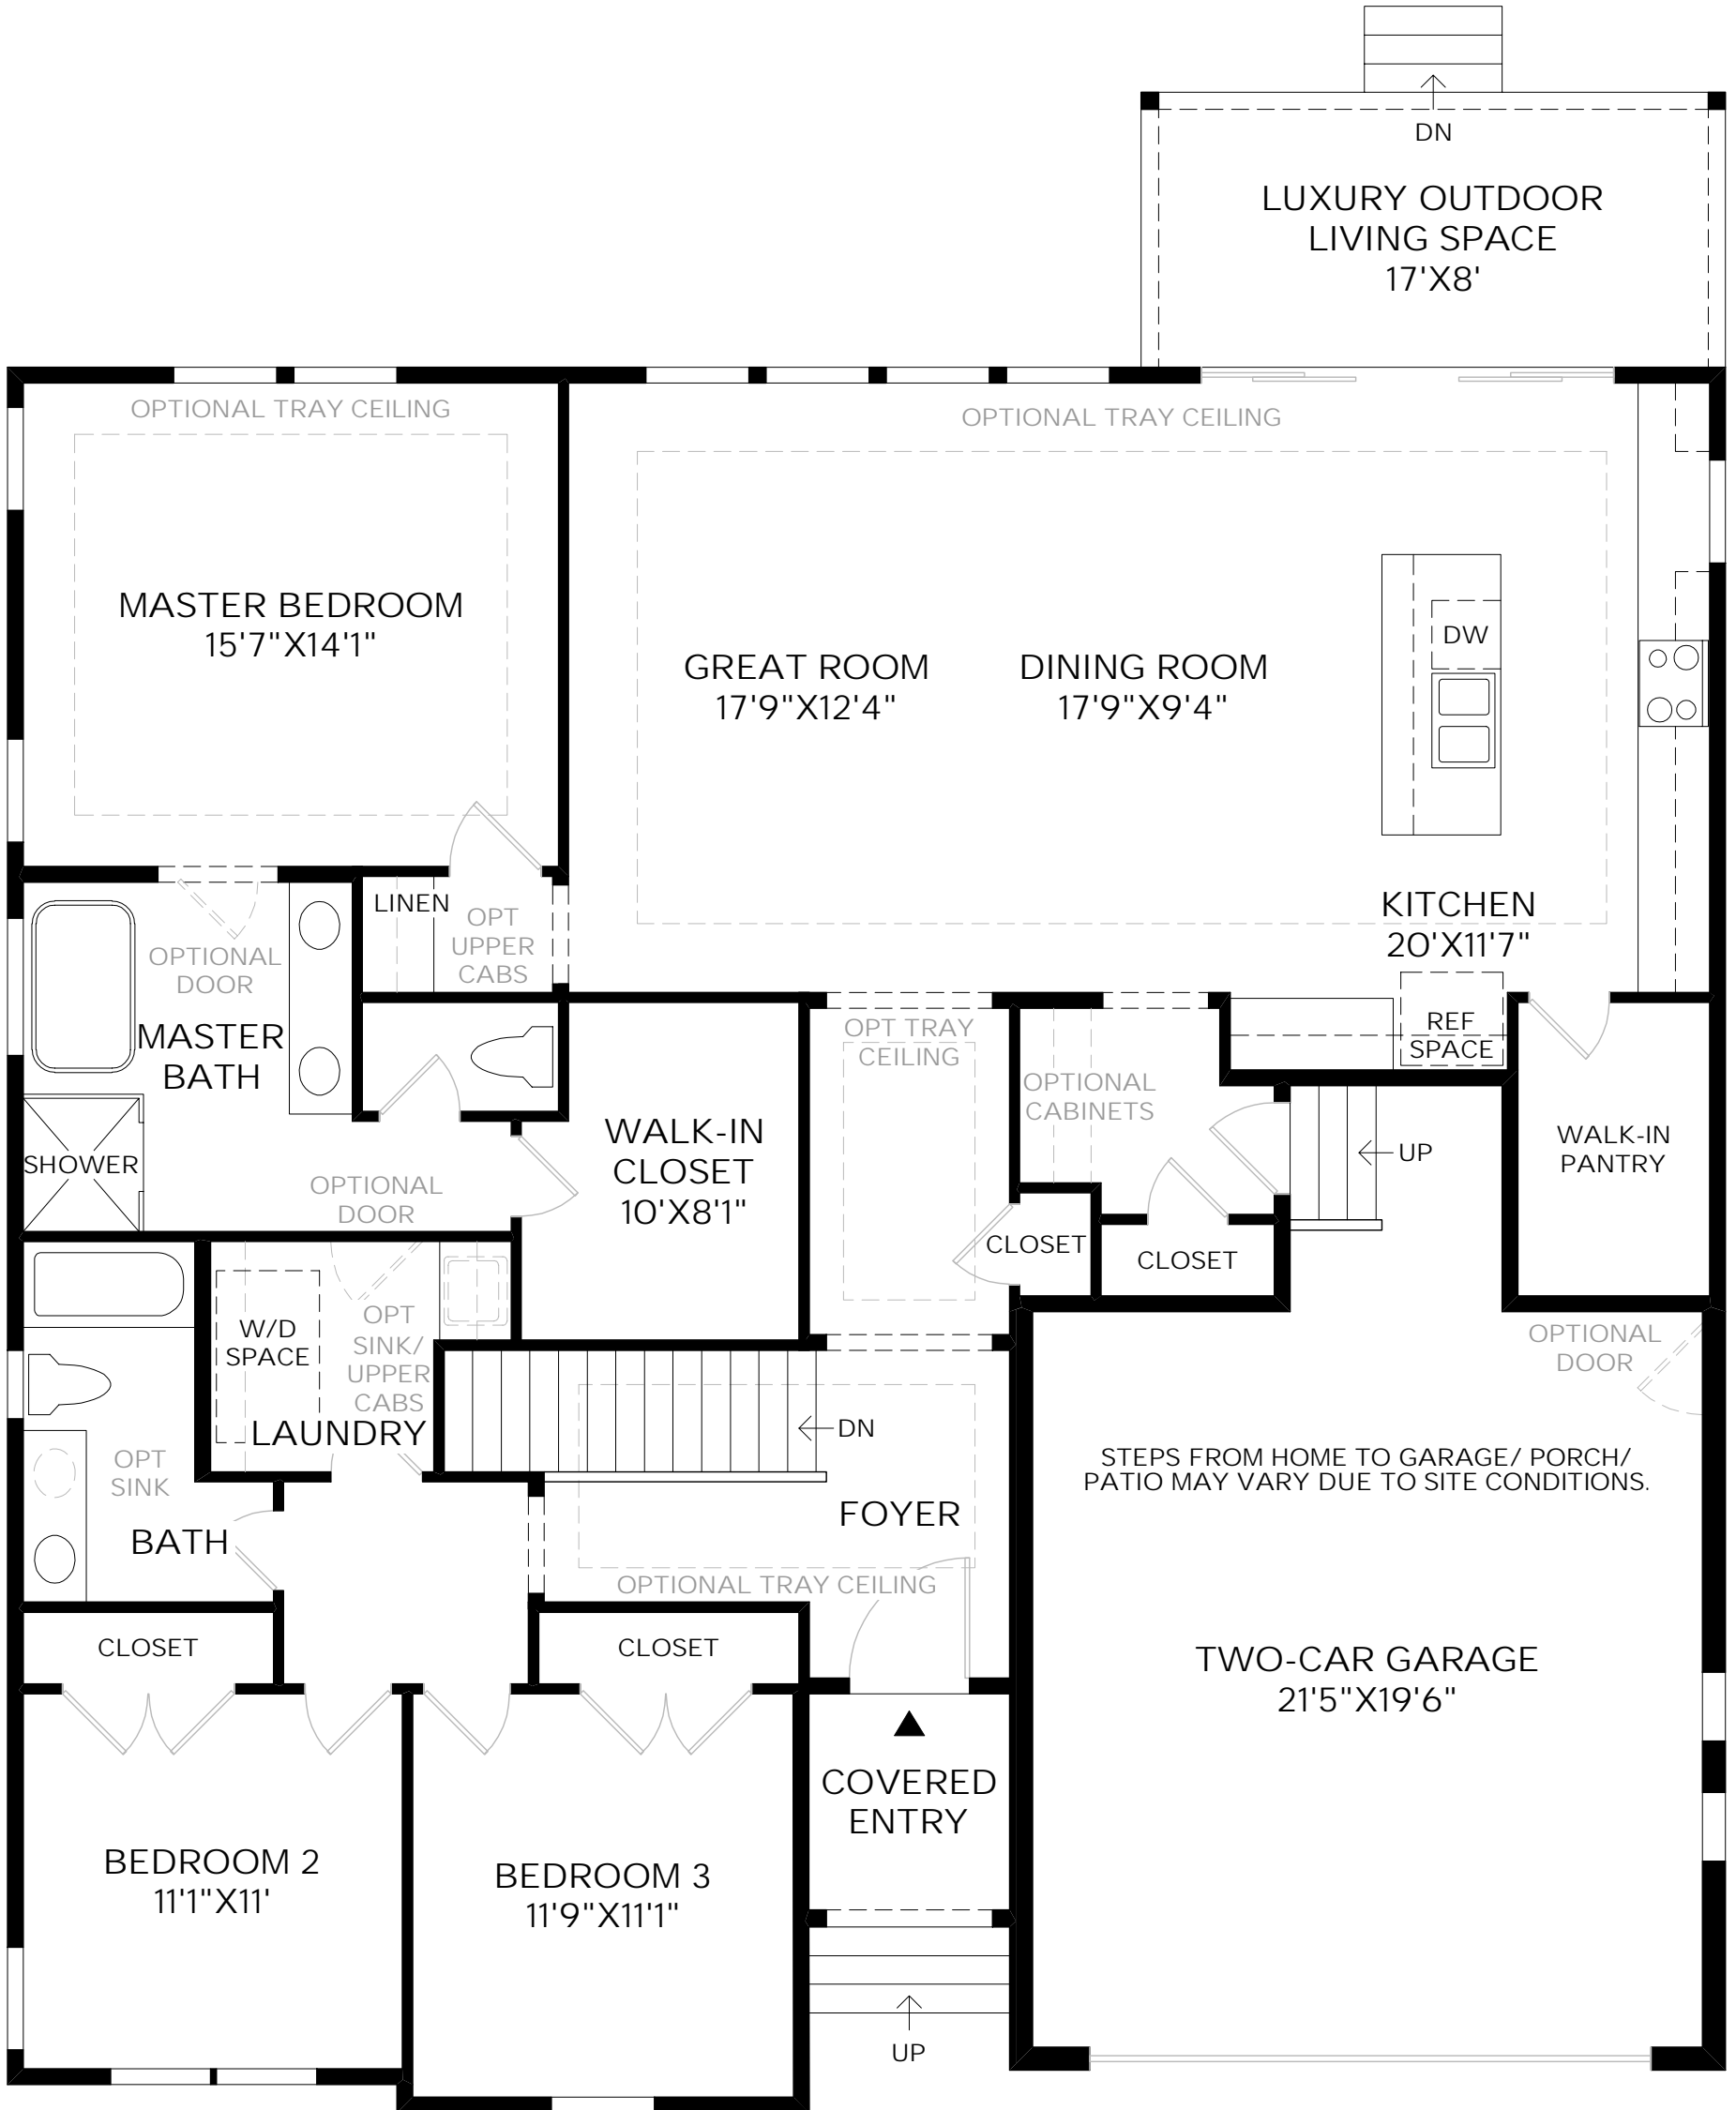 DN
LUXURY OUTDOOR
LIVING SPACE
17'X8'
OPTIONAL TRAY CEILING
OPTIONAL TRAY CEILING
MASTER BEDROOM
15'7"X14'1"
GREAT ROOM
17'9"X12'4"
DINING ROOM
17'9"X9'4"
DW
LINEN
OPT
UPPER
CABS
KITCHEN
20'X11'7"
REF
SPACE
OPTIONAL
DOOR
MASTER
BATH
OPT TRAY
CEILING
OPTIONAL
CABINETS
WALK-IN
CLOSET
10'X8'1"
UP
WALK-IN
PANTRY
SHOWER
OPTIONAL
DOOR
CLOSET
CLOSET
W/D
SPACE
OPT
SINK/
UPPER
CABS
LAUNDRY
OPTIONAL
DOOR
DN
OPT
SINK
BATH
FOYER
OPTIONAL TRAY CEILING
STEPS FROM HOME TO GARAGE/ PORCH/
PATIO MAY VARY DUE TO SITE CONDITIONS.
CLOSET
CLOSET
TWO-CAR GARAGE
21'5"X19'6"
COVERED
ENTRY
BEDROOM 2
11'1"X11'
BEDROOM 3
11'9"X11'1"
UP